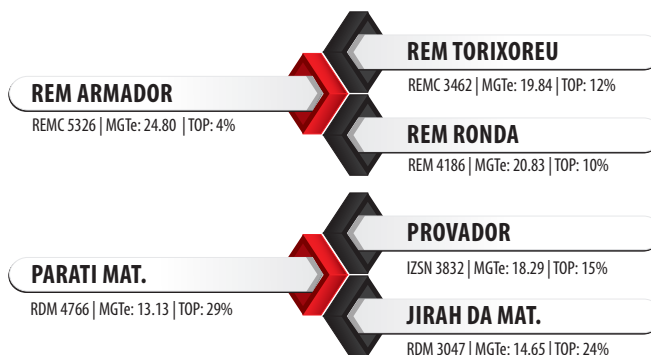 REM TORIXOREU
REMC 3462 | MGTe: 19.84 | TOP: 12%
REM ARMADOR
REMC 5326 | MGTe: 24.80 | TOP: 4%
REM RONDA
REM 4186 | MGTe: 20.83 | TOP: 10%
PROVADOR
IZSN 3832 | MGTe: 18.29 | TOP: 15%
PARATI MAT.
RDM 4766 | MGTe: 13.13 | TOP: 29%
JIRAH DA MAT.
RDM 3047 | MGTe: 14.65 | TOP: 24%